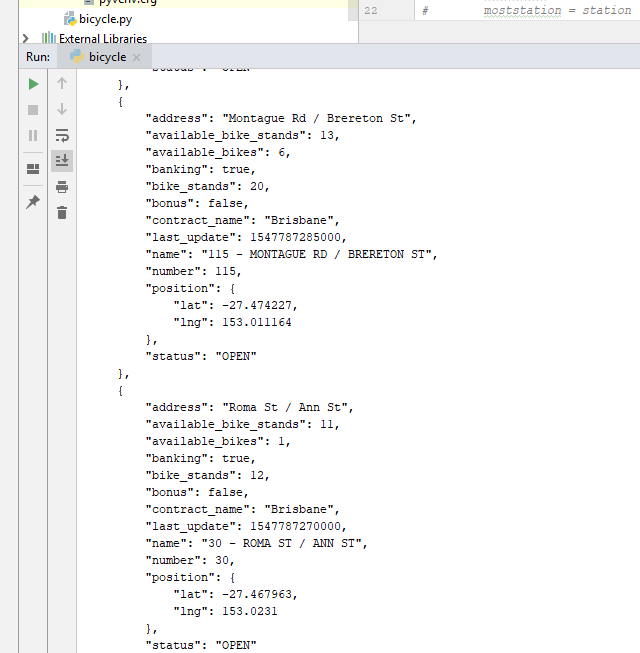 pyvenv.cfg
bicycle.py
External Libraries
22 # moststation = station
Run: bicycle
"status": "OPEN"
},
{
"address": "Montague Rd / Brereton St",
"available_bike_stands": 13,
"available_bikes": 6,
"banking": true,
"bike_stands": 20,
"bonus": false,
"contract_name": "Brisbane",
"last_update": 1547787285000,
"name": "115 - MONTAGUE RD / BRERETON ST",
"number": 115,
"position": {
"lat": -27.474227,
"lng": 153.011164
},
"status": "OPEN"
},
{
"address": "Roma St / Ann St",
"available_bike_stands": 11,
"available_bikes": 1,
"banking": true,
"bike_stands": 12,
"bonus": false,
"contract_name": "Brisbane",
"last_update": 1547787270000,
"name": "30 - ROMA ST / ANN ST",
"number": 30,
"position": {
"lat": -27.467963,
"lng": 153.0231
},
"status": "OPEN"